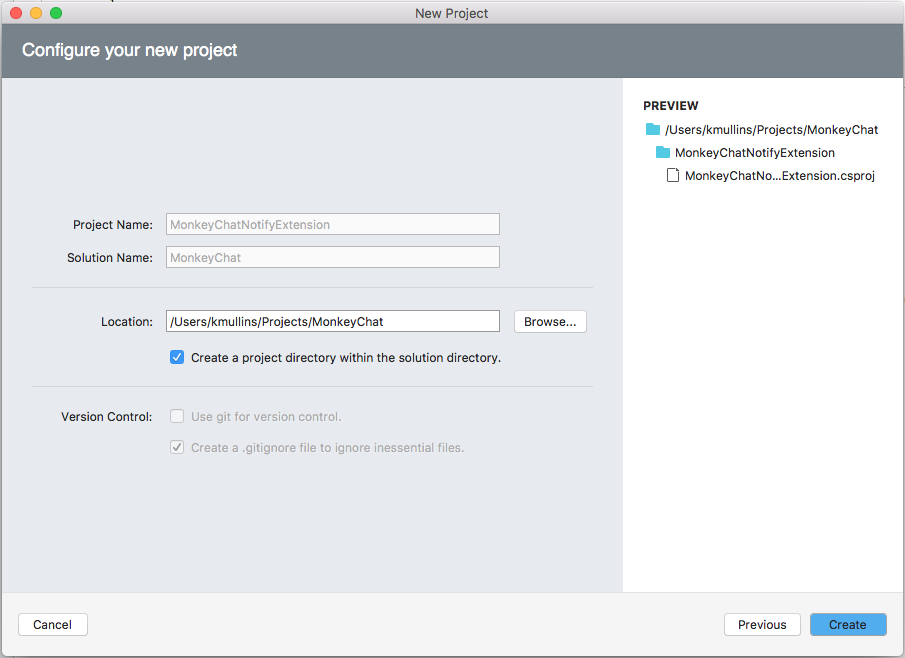 New Project
Configure your new project
PREVIEW
/Users/kmullins/Projects/MonkeyChat
MonkeyChatNotifyExtension
MonkeyChatNo...Extension.csproj
Project Name: MonkeyChatNotifyExtension
Solution Name: MonkeyChat
Location: /Users/kmullins/Projects/MonkeyChat Browse...
Create a project directory within the solution directory.
Version Control: Use git for version control.
Create a .gitignore file to ignore inessential files.
Cancel Previous Create